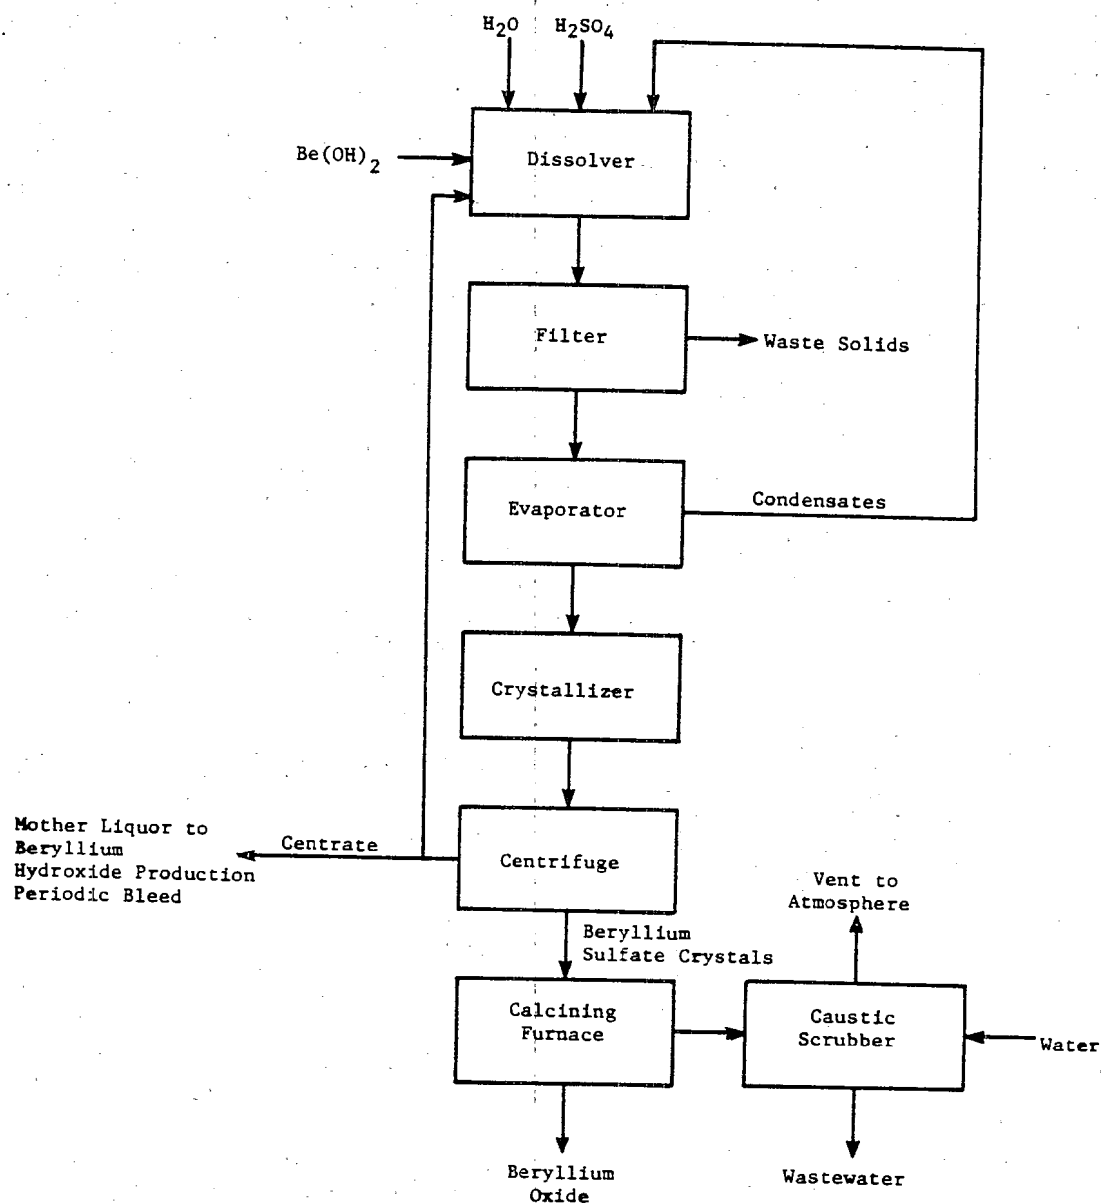 H₂O
H₂SO₄
Be(OH)₂
Dissolver
Filter
Waste Solids
Evaporator
Condensates
Crystallizer
Mother Liquor to
Beryllium
Hydroxide Production
Periodic Bleed
Centrate
Centrifuge
Vent to
Atmosphere
Beryllium
Sulfate Crystals
Calcining
Furnace
Caustic
Scrubber
Water
Beryllium
Oxide
Wastewater